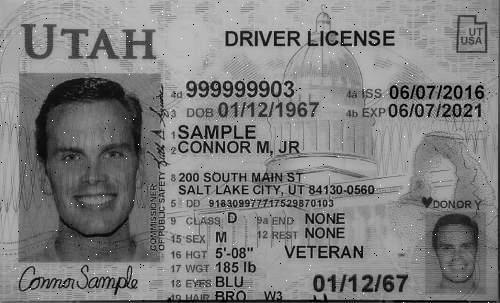 UTAH
DRIVER LICENSE
UT
USA
4d 999999903
4a ISS 06/07/2016
3 DOB 01/12/1967
4b EXP 06/07/2021
1 SAMPLE
2 CONNOR M, JR
8 200 SOUTH MAIN ST
SALT LAKE CITY, UT 84130-0560
5 DD 91830997717529870103
9 CLASS D
9a END NONE
12 REST NONE
15 SEX M
16 HGT 5'-08"
VETERAN
17 WGT 185 lb
18 EYES BLU
19 HAIR BRO W3
01/12/67
DONOR Y
COMMISSIONER
OF PUBLIC SAFETY
Connor Sample